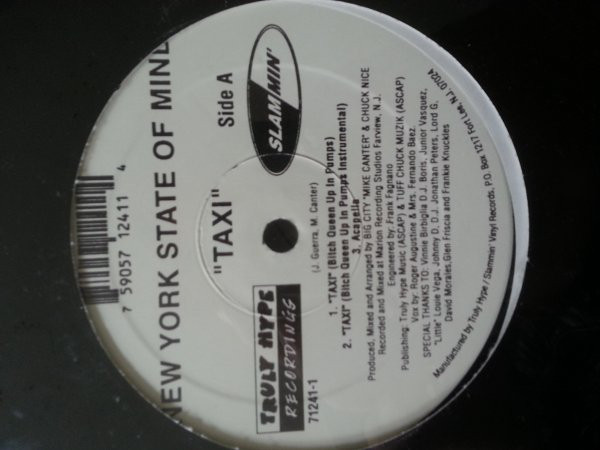 7 59057 12411 4
NEW YORK STATE OF MIND
"TAXI"
TRULY HYPE
RECORDINGS
71241-1
Side A
SLAMMIN'
1. "TAXI" (Bitch Queen Up In Pumps)
2. "TAXI" (Bitch Queen Up In Pumps Instrumental)
3. Acapella
(J. Guerra, M. Canter)
Produced, Mixed and Arranged by BIG CITY "MIKE CANTER" & CHUCK NICE
Recorded and Mixed at Marion Recording Studios Farview, N.J.
Engineered by: Frank Fagnano
Publishing: Truly Hype Music (ASCAP) & TUFF CHUCK MUZIK (ASCAP)
Vox by: Roger Augustine & Mrs. Fernando Baez.
SPECIAL THANKS TO: Vinnie Birbiglia D.J. Boris, Junior Vasquez,
"Little" Louie Vega, Johnny D., D.J. Jonathan Peters, Lord G,
David Morales, Glen Friscia and Frankie Knuckles
Manufactured by Truly Hype / Slammin' Vinyl Records, P.O. Box 1217 Fort Lee, N.J. 07024